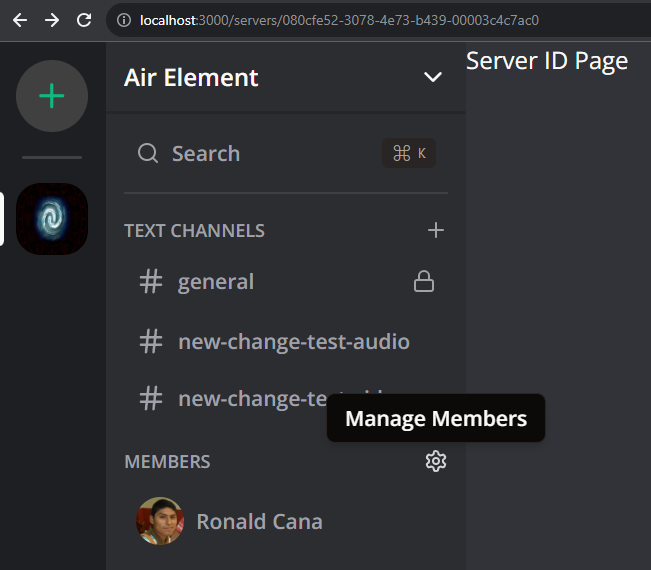 localhost:3000/servers/080cfe52-3078-4e73-b439-00003c4c7ac0
Air Element
Server ID Page
Search
⌘ K
TEXT CHANNELS
general
new-change-test-audio
new-change-te
Manage Members
MEMBERS
Ronald Cana